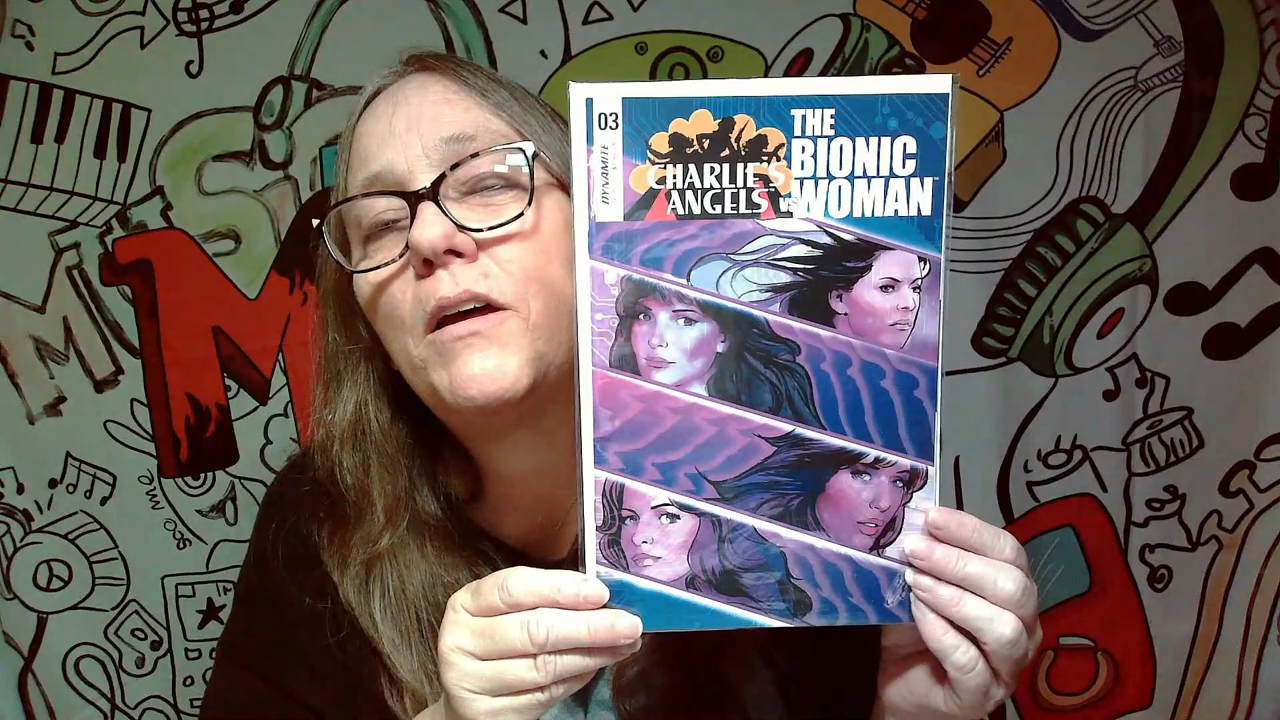 03
DYNAMITE
CHARLIE'S
ANGELS
vs
THE
BIONIC
WOMAN
M